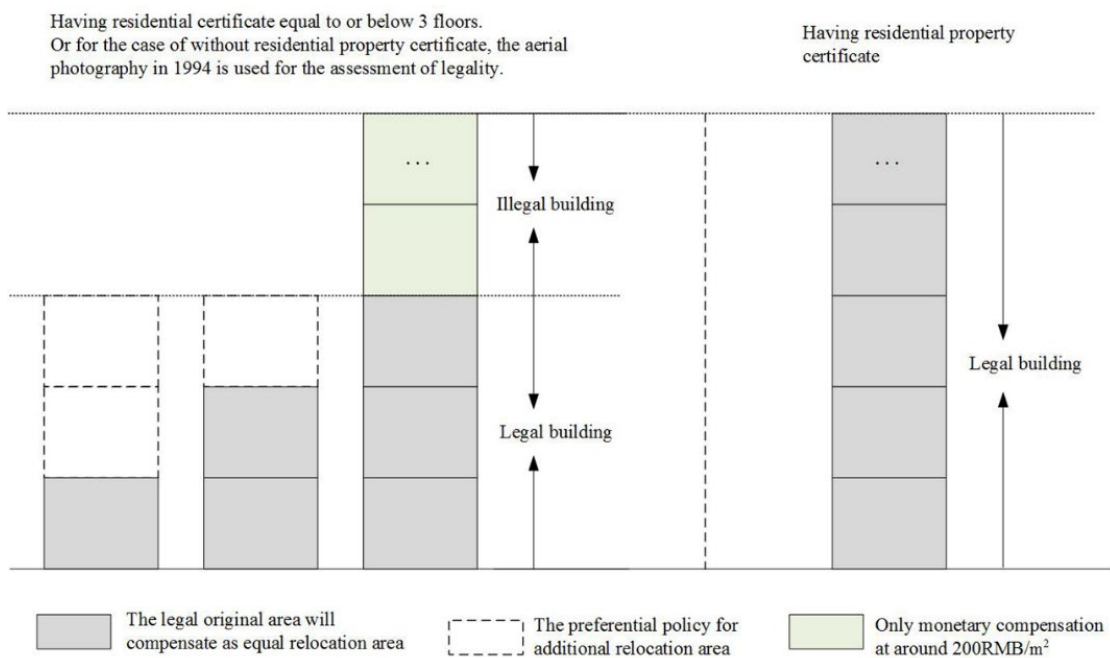 Having residential certificate equal to or below 3 floors.
Or for the case of without residential property certificate, the aerial
photography in 1994 is used for the assessment of legality.
Having residential property
certificate
...
...
Illegal building
Legal building
Legal building
The legal original area will
compensate as equal relocation area
The preferential policy for
additional relocation area
Only monetary compensation
at around 200RMB/m²